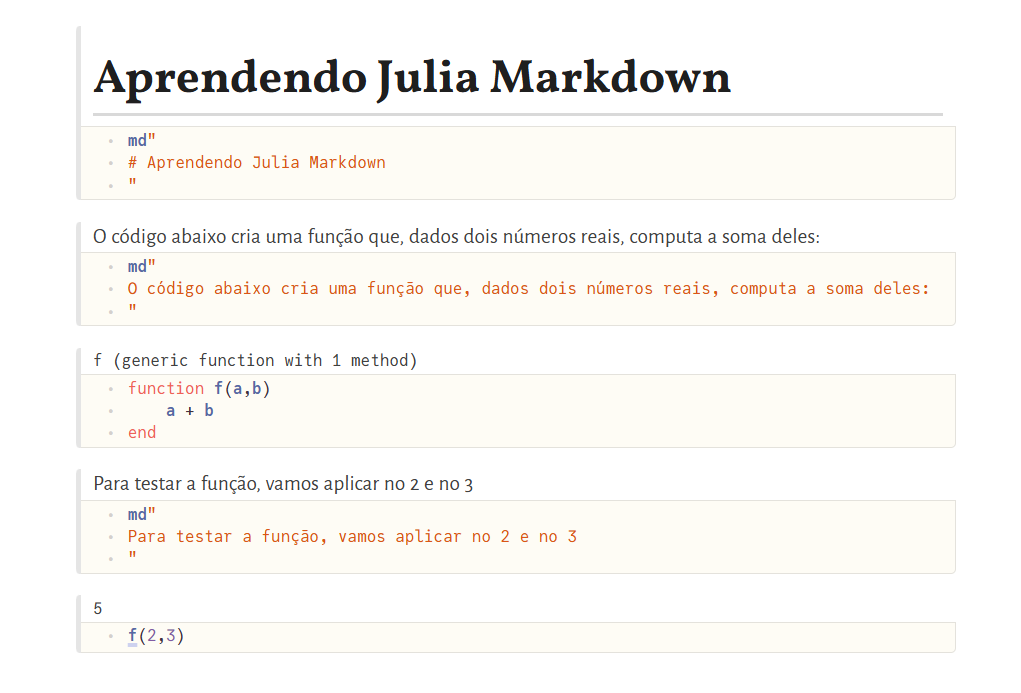 Aprendendo Julia Markdown
md"
# Aprendendo Julia Markdown
"
O código abaixo cria uma função que, dados dois números reais, computa a soma deles:
md"
O código abaixo cria uma função que, dados dois números reais, computa a soma deles:
"
f (generic function with 1 method)
function f(a,b)
    a + b
end
Para testar a função, vamos aplicar no 2 e no 3
md"
Para testar a função, vamos aplicar no 2 e no 3
"
5
f(2,3)